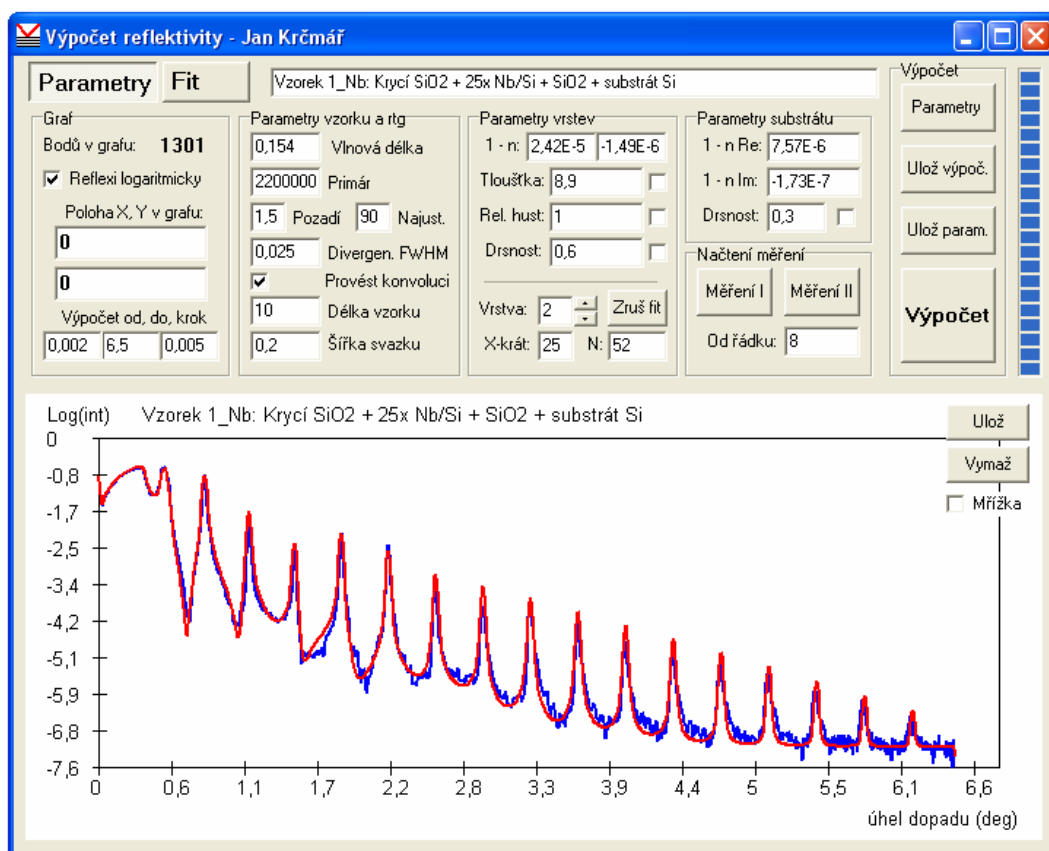 Výpočet reflektivity - Jan Krčmář
Parametry Fit
Vzorek 1_Nb: Krycí SiO2 + 25x Nb/Si + SiO2 + substrát Si
Graf
Bodů v grafu: 1301
Reflexi logaritmicky
Poloha X, Y v grafu:
0
0
Výpočet od, do, krok
0,002 6,5 0,005
Parametry vzorku a rtg
0,154 Vlnová délka
2200000 Primár
1,5 Pozadí 90 Najust.
0,025 Divergen. FWHM
Provést konvoluci
10 Délka vzorku
0,2 Šířka svazku
Parametry vrstev
1 - n: 2,42E-5 -1,49E-6
Tloušťka: 8,9
Rel. hust: 1
Drsnost: 0,6
Vrstva: 2 Zruš fit
X-krát: 25 N: 52
Parametry substrátu
1 - n Re: 7,57E-6
1 - n Im: -1,73E-7
Drsnost: 0,3
Načtení měření
Měření I Měření II
Od řádku: 8
Výpočet
Parametry
Ulož výpoč.
Ulož param.
Výpočet
Log(int) Vzorek 1_Nb: Krycí SiO2 + 25x Nb/Si + SiO2 + substrát Si
Ulož
Vymaž
Mřížka
0
-0,8
-1,7
-2,5
-3,4
-4,2
-5,1
-5,9
-6,8
-7,6
0 0,6 1,1 1,7 2,2 2,8 3,3 3,9 4,4 5 5,5 6,1 6,6
úhel dopadu (deg)